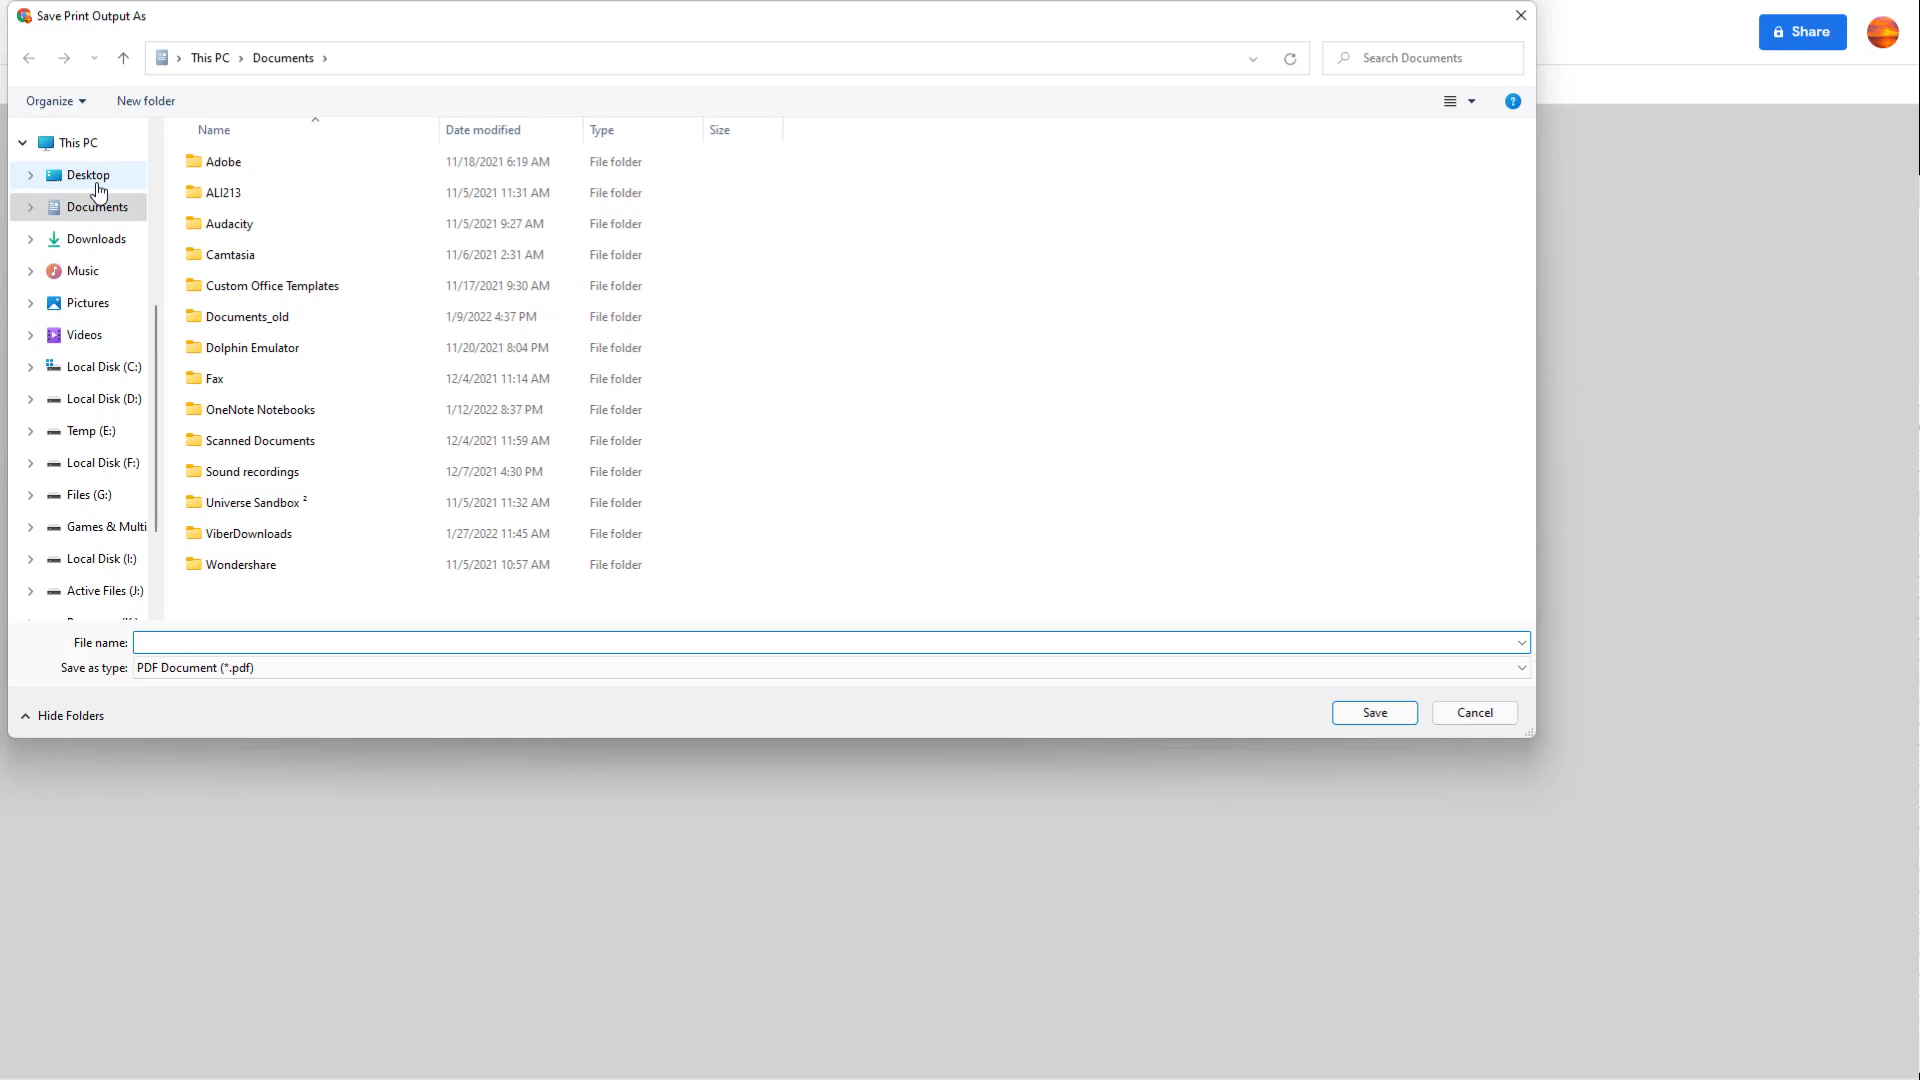 Save Print Output As
Share
This PC > Documents >
Search Documents
Organize
New folder
Name Date modified Type Size
This PC
Desktop
Documents
Downloads
Music
Pictures
Videos
Local Disk (C:)
Local Disk (D:)
Temp (E:)
Local Disk (F:)
Files (G:)
Games & Multi
Local Disk (I:)
Active Files (J:)
Adobe 11/18/2021 6:19 AM File folder
ALI213 11/5/2021 11:31 AM File folder
Audacity 11/5/2021 9:27 AM File folder
Camtasia 11/6/2021 2:31 AM File folder
Custom Office Templates 11/17/2021 9:30 AM File folder
Documents_old 1/9/2022 4:37 PM File folder
Dolphin Emulator 11/20/2021 8:04 PM File folder
Fax 12/4/2021 11:14 AM File folder
OneNote Notebooks 1/12/2022 8:37 PM File folder
Scanned Documents 12/4/2021 11:59 AM File folder
Sound recordings 12/7/2021 4:30 PM File folder
Universe Sandbox ² 11/5/2021 11:32 AM File folder
ViberDownloads 1/27/2022 11:45 AM File folder
Wondershare 11/5/2021 10:57 AM File folder
File name:
Save as type: PDF Document (*.pdf)
Hide Folders
Save
Cancel